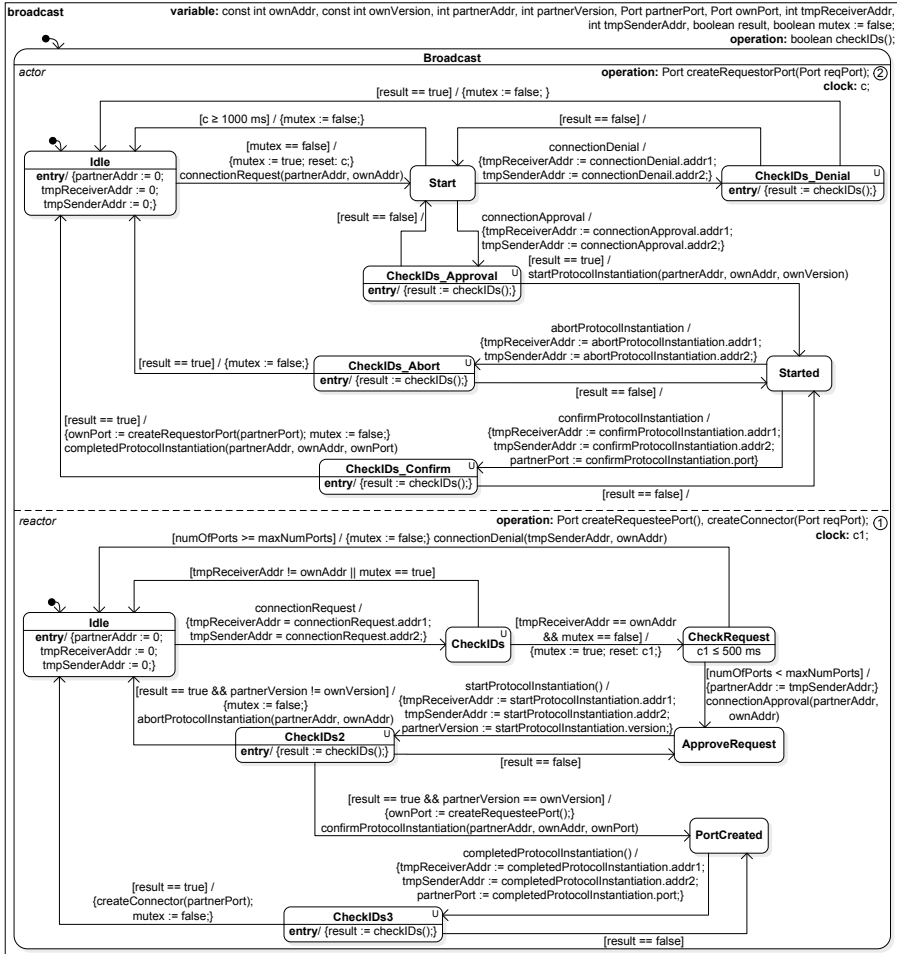 broadcast
variable: const int ownAddr, const int ownVersion, int partnerAddr, int partnerVersion, Port partnerPort, Port ownPort, int tmpReceiverAddr,
int tmpSenderAddr, boolean result, boolean mutex := false;
operation: boolean checkIDs();
Broadcast
actor
operation: Port createRequestorPort(Port reqPort); 2
clock: c;
[result == true] / {mutex := false; }
[c ≥ 1000 ms] / {mutex := false;}
[result == false] /
[mutex == false] /
{mutex := true; reset: c;}
connectionRequest(partnerAddr, ownAddr)
Idle
entry/ {partnerAddr := 0;
tmpReceiverAddr := 0;
tmpSenderAddr := 0;}
Start
connectionDenial /
{tmpReceiverAddr := connectionDenial.addr1;
tmpSenderAddr := connectionDenail.addr2;}
CheckIDs_Denial
U
entry/ {result := checkIDs();}
[result == false] /
connectionApproval /
{tmpReceiverAddr := connectionApproval.addr1;
tmpSenderAddr := connectionApproval.addr2;}
[result == true] /
startProtocolInstantiation(partnerAddr, ownAddr, ownVersion)
CheckIDs_Approval
U
entry/ {result := checkIDs();}
abortProtocolInstantiation /
{tmpReceiverAddr := abortProtocolInstantiation.addr1;
tmpSenderAddr := abortProtocolInstantiation.addr2;}
[result == true] / {mutex := false;}
CheckIDs_Abort
U
entry/ {result := checkIDs();}
Started
[result == false] /
[result == true] /
{ownPort := createRequestorPort(partnerPort); mutex := false;}
completedProtocolInstantiation(partnerAddr, ownAddr, ownPort)
confirmProtocolInstantiation /
{tmpReceiverAddr := confirmProtocolInstantiation.addr1;
tmpSenderAddr := confirmProtocolInstantiation.addr2;
partnerPort := confirmProtocolInstantiation.port}
CheckIDs_Confirm
U
entry/ {result := checkIDs();}
[result == false] /
reactor
operation: Port createRequesteePort(), createConnector(Port reqPort); 1
clock: c1;
[numOfPorts >= maxNumPorts] / {mutex := false;} connectionDenial(tmpSenderAddr, ownAddr)
[tmpReceiverAddr != ownAddr || mutex == true]
Idle
entry/ {partnerAddr := 0;
tmpReceiverAddr := 0;
tmpSenderAddr := 0;}
connectionRequest /
{tmpReceiverAddr = connectionRequest.addr1;
tmpSenderAddr = connectionRequest.addr2;}
CheckIDs
U
[tmpReceiverAddr == ownAddr
&& mutex == false] /
{mutex := true; reset: c1;}
CheckRequest
c1 ≤ 500 ms
[numOfPorts < maxNumPorts] /
{partnerAddr := tmpSenderAddr;}
connectionApproval(partnerAddr,
ownAddr)
[result == true && partnerVersion != ownVersion] /
{mutex := false;}
abortProtocolInstantiation(partnerAddr, ownAddr)
startProtocolInstantiation() /
{tmpReceiverAddr := startProtocolInstantiation.addr1;
tmpSenderAddr := startProtocolInstantiation.addr2;
partnerVersion := startProtocolInstantiation.version;}
CheckIDs2
U
entry/ {result := checkIDs();}
ApproveRequest
[result == false]
[result == true && partnerVersion == ownVersion] /
{ownPort := createRequesteePort();}
confirmProtocolInstantiation(partnerAddr, ownAddr, ownPort)
PortCreated
completedProtocolInstantiation() /
{tmpReceiverAddr := completedProtocolInstantiation.addr1;
tmpSenderAddr := completedProtocolInstantiation.addr2;
partnerPort := completedProtocolInstantiation.port;}
[result == true] /
{createConnector(partnerPort);
mutex := false;}
CheckIDs3
U
entry/ {result := checkIDs();}
[result == false]